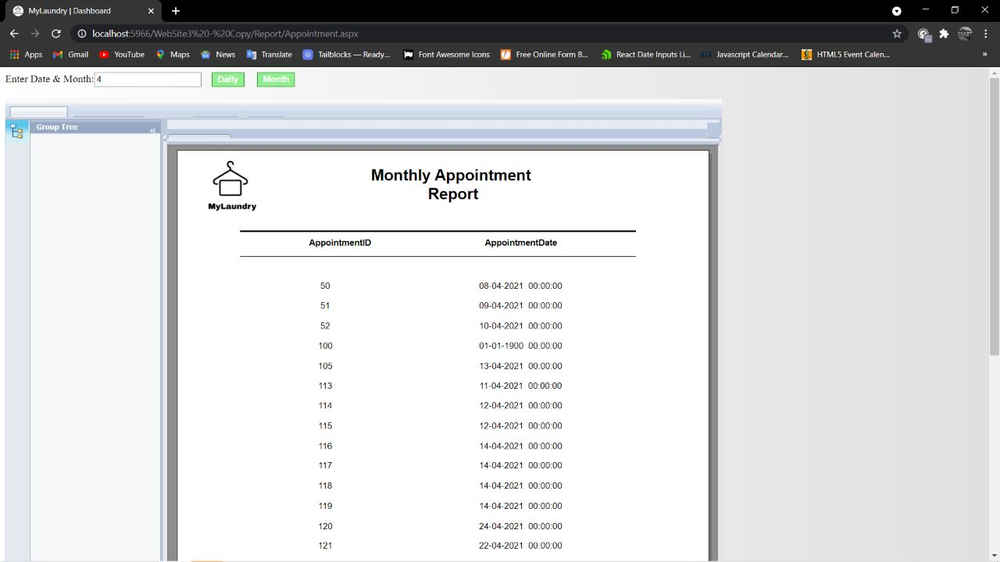 MyLaundry | Dashboard
localhost:5966/WebSite3%20-%20Copy/Report/Appointment.aspx
Apps Gmail YouTube Maps News Translate Tailblocks — Ready... Font Awesome Icons Free Online Form B... React Date Inputs Li... Javascript Calendar... HTML5 Event Calen... »
Enter Date & Month: 4 Daily Month
Group Tree
Monthly Appointment
Report
MyLaundry
AppointmentID AppointmentDate
50 08-04-2021 00:00:00
51 09-04-2021 00:00:00
52 10-04-2021 00:00:00
100 01-01-1900 00:00:00
105 13-04-2021 00:00:00
113 11-04-2021 00:00:00
114 12-04-2021 00:00:00
115 12-04-2021 00:00:00
116 14-04-2021 00:00:00
117 14-04-2021 00:00:00
118 14-04-2021 00:00:00
119 14-04-2021 00:00:00
120 24-04-2021 00:00:00
121 22-04-2021 00:00:00